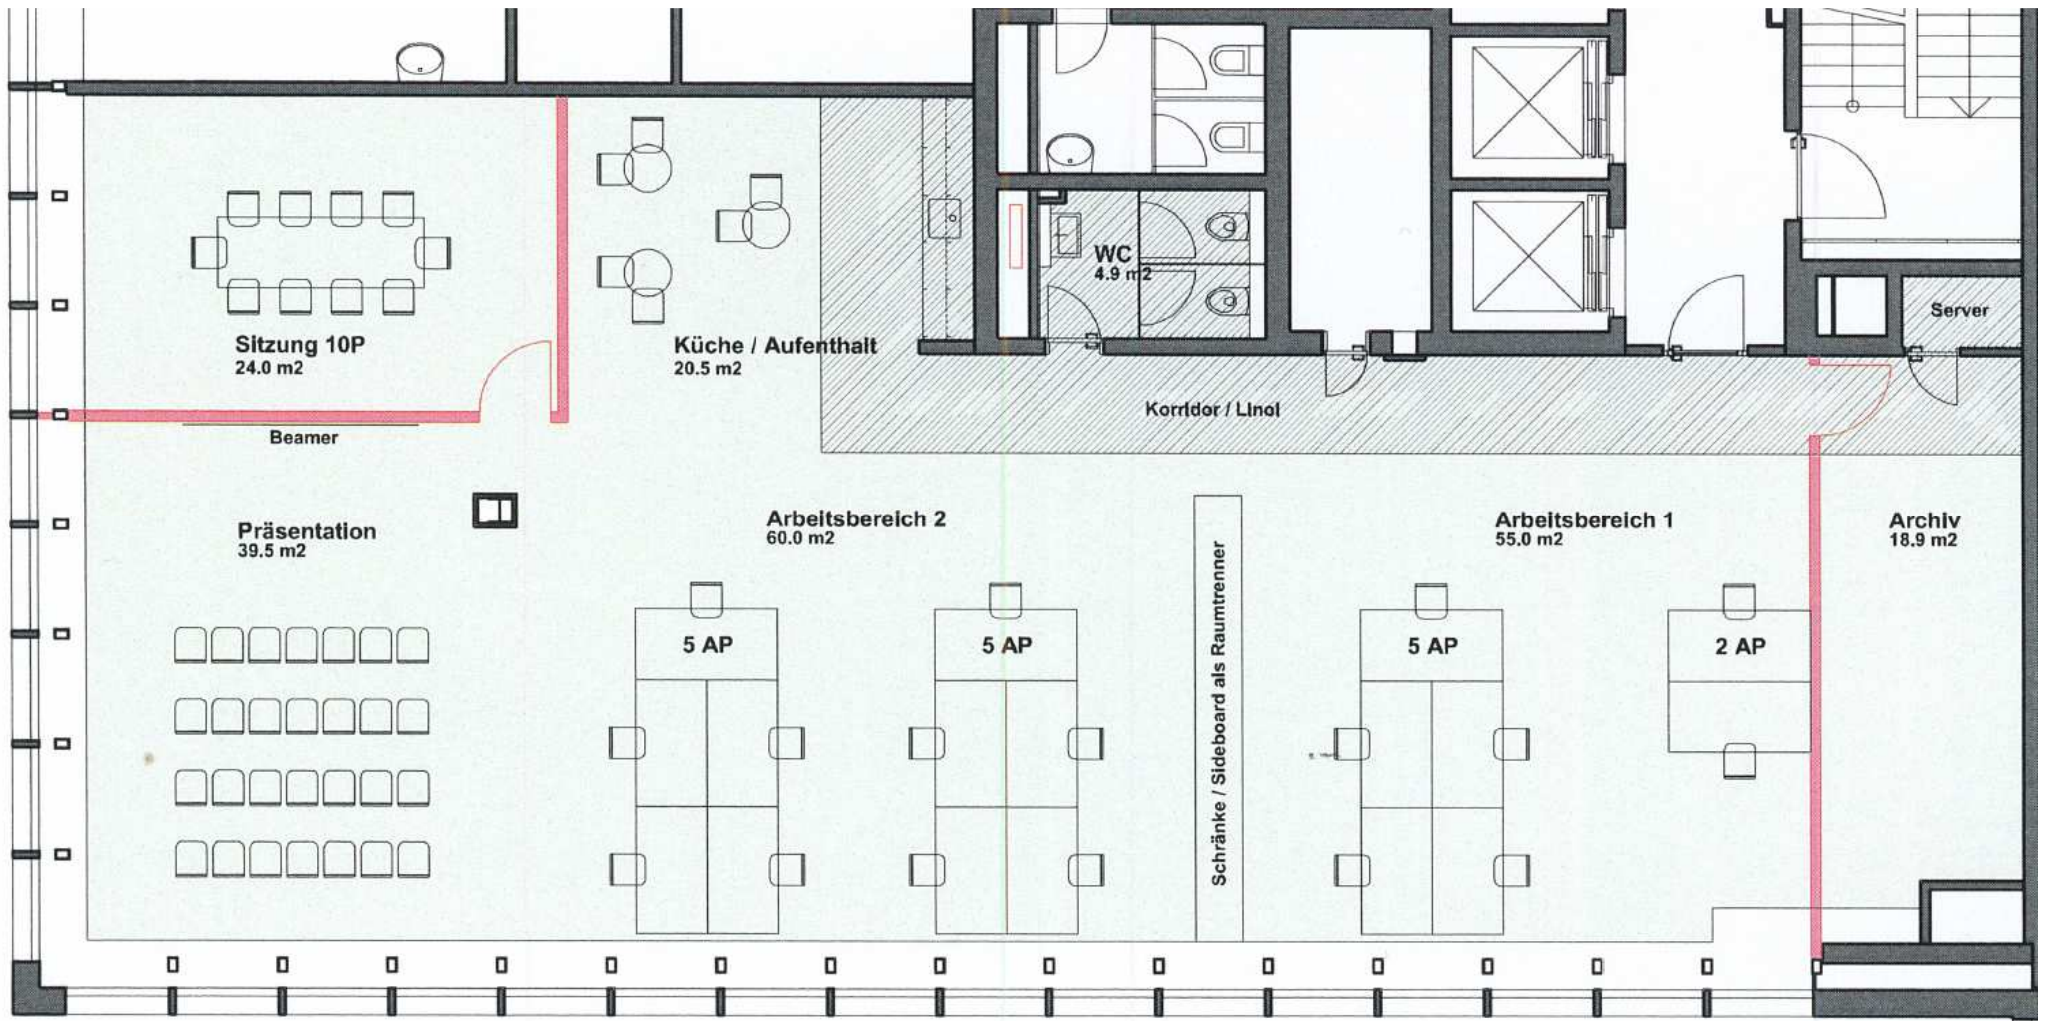 WC
4.9 m2
Server
Sitzung 10P
24.0 m2
Küche / Aufenthalt
20.5 m2
Korridor / Linol
Beamer
Präsentation
39.5 m2
Arbeitsbereich 2
60.0 m2
Arbeitsbereich 1
55.0 m2
Archiv
18.9 m2
5 AP
5 AP
5 AP
2 AP
Schränke / Sideboard als Raumtrenner